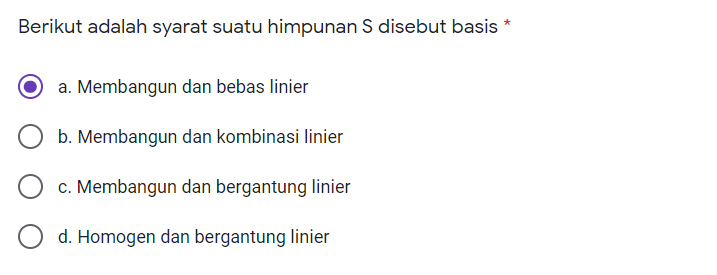 Berikut adalah syarat suatu himpunan S disebut basis *
a. Membangun dan bebas linier
b. Membangun dan kombinasi linier
c. Membangun dan bergantung linier
d. Homogen dan bergantung linier